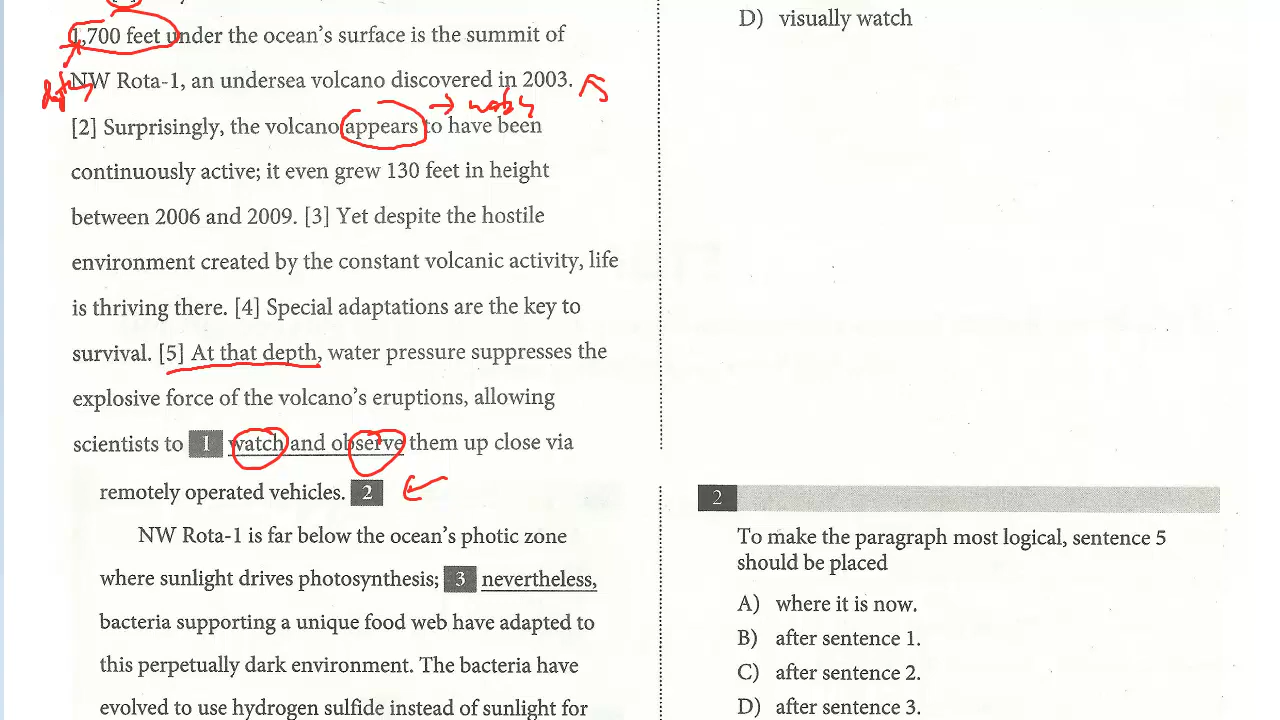 1,700 feet under the ocean's surface is the summit of
NW Rota-1, an undersea volcano discovered in 2003.
[2] Surprisingly, the volcano appears to have been
continuously active; it even grew 130 feet in height
between 2006 and 2009. [3] Yet despite the hostile
environment created by the constant volcanic activity, life
is thriving there. [4] Special adaptations are the key to
survival. [5] At that depth, water pressure suppresses the
explosive force of the volcano's eruptions, allowing
scientists to 1 watch and observe them up close via
remotely operated vehicles. 2
NW Rota-1 is far below the ocean's photic zone
where sunlight drives photosynthesis; 3 nevertheless,
bacteria supporting a unique food web have adapted to
this perpetually dark environment. The bacteria have
evolved to use hydrogen sulfide instead of sunlight for
D) visually watch
2
To make the paragraph most logical, sentence 5
should be placed
A) where it is now.
B) after sentence 1.
C) after sentence 2.
D) after sentence 3.